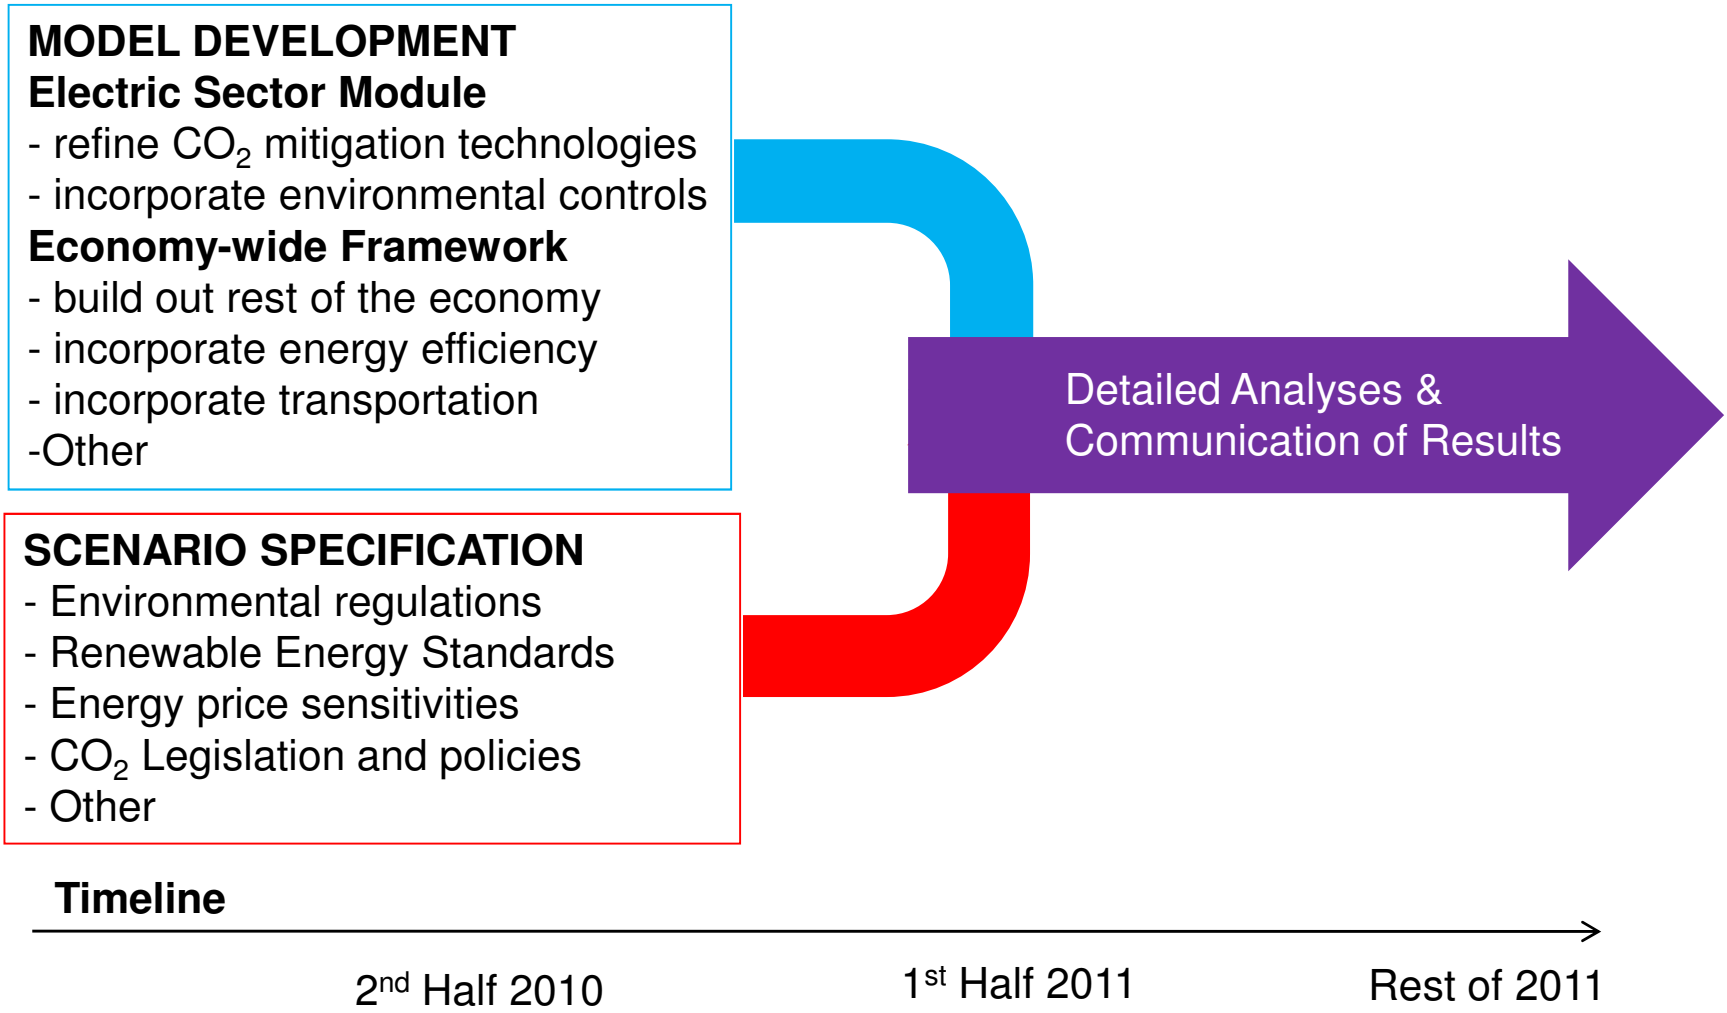 MODEL DEVELOPMENT
Electric Sector Module
- refine CO₂ mitigation technologies
- incorporate environmental controls
Economy-wide Framework
- build out rest of the economy
- incorporate energy efficiency
- incorporate transportation
-Other
Detailed Analyses &
Communication of Results
SCENARIO SPECIFICATION
- Environmental regulations
- Renewable Energy Standards
- Energy price sensitivities
- CO₂ Legislation and policies
- Other
Timeline
2nd Half 2010
1st Half 2011
Rest of 2011